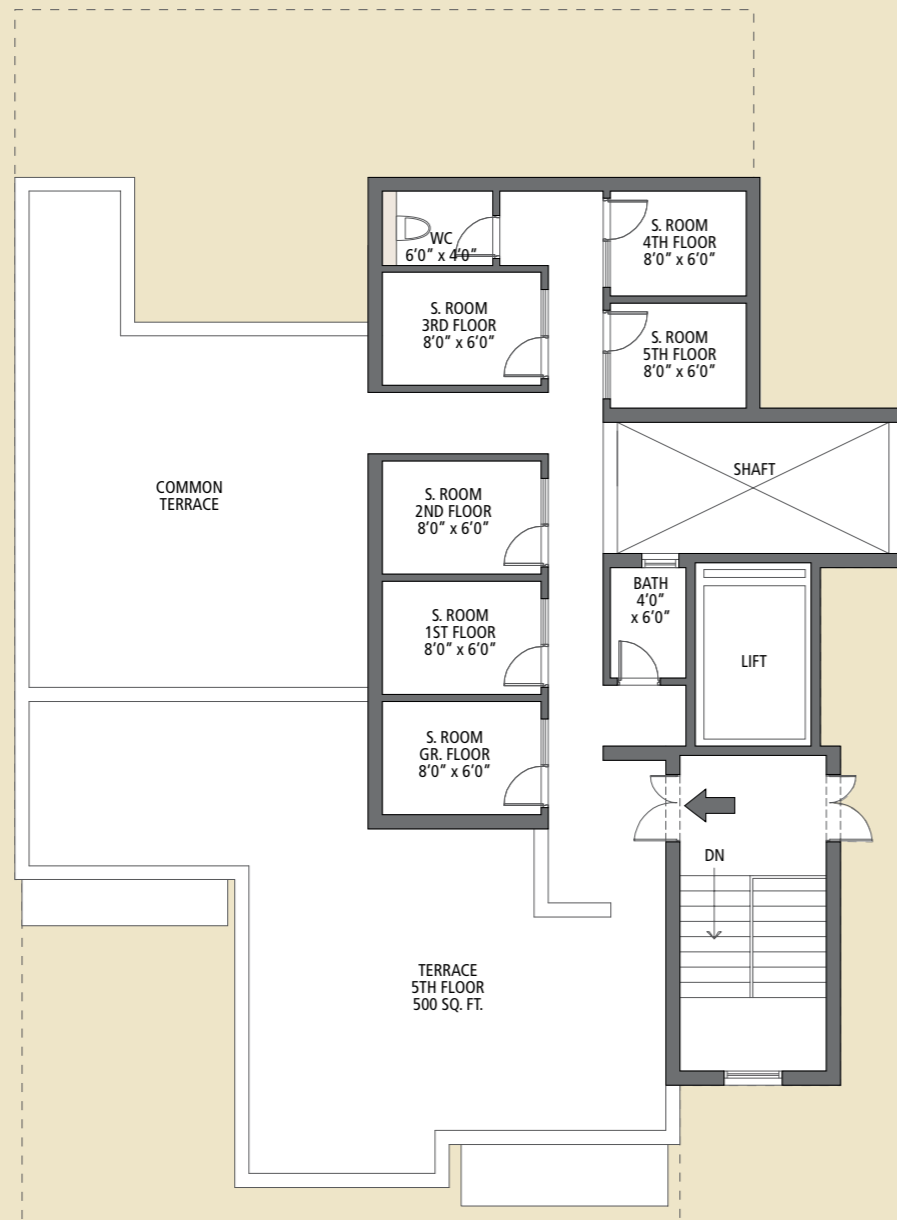 WC
6'0" x 4'0"
S. ROOM
4TH FLOOR
8'0" x 6'0"
S. ROOM
3RD FLOOR
8'0" x 6'0"
S. ROOM
5TH FLOOR
8'0" x 6'0"
COMMON
TERRACE
S. ROOM
2ND FLOOR
8'0" x 6'0"
SHAFT
BATH
4'0"
x 6'0"
S. ROOM
1ST FLOOR
8'0" x 6'0"
LIFT
S. ROOM
GR. FLOOR
8'0" x 6'0"
DN
TERRACE
5TH FLOOR
500 SQ. FT.